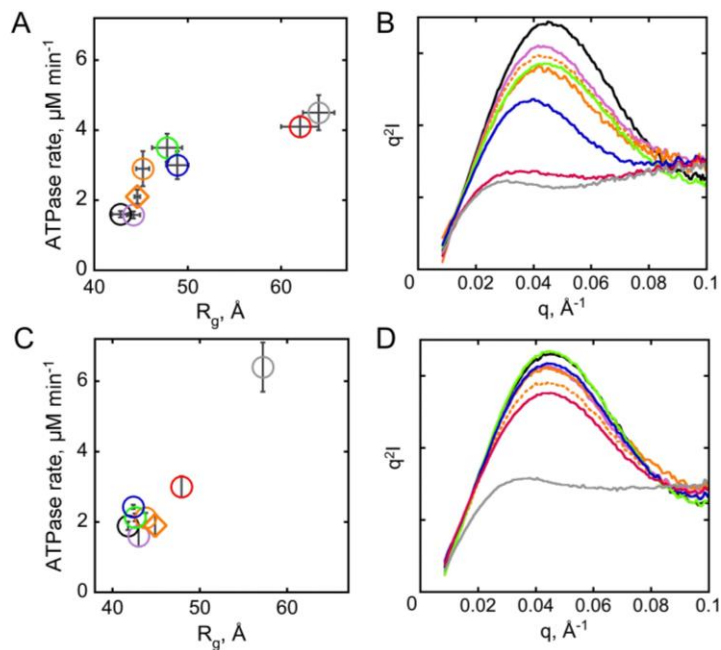 A
B
ATPase rate, µM min⁻¹
6
4
2
0
40
50
60
Rg, Å
q²I
0
0.02
0.04
0.06
0.08
0.1
q, Å⁻¹
C
D
ATPase rate, µM min⁻¹
6
4
2
0
40
50
60
Rg, Å
q²I
0
0.02
0.04
0.06
0.08
0.1
q, Å⁻¹